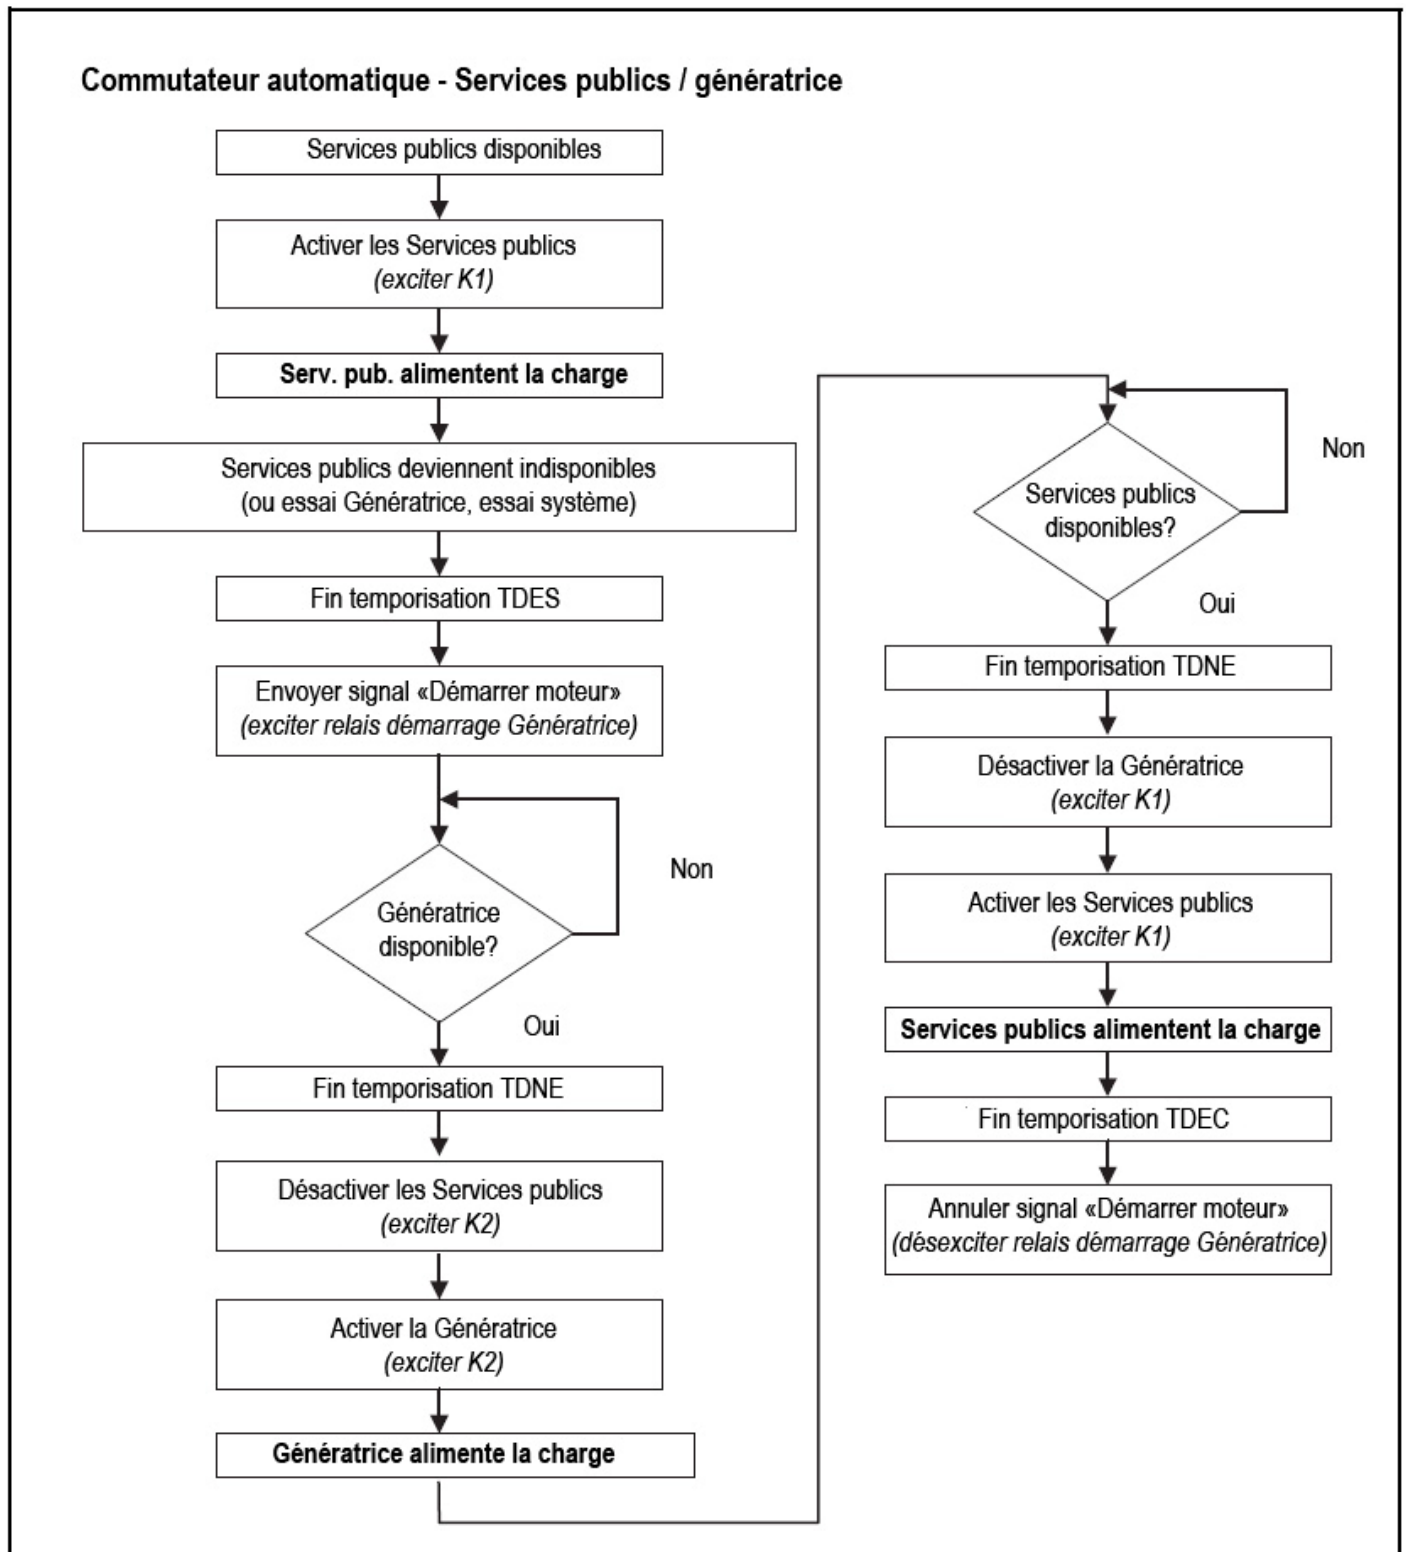 Commutateur automatique - Services publics / génératrice
Services publics disponibles
Activer les Services publics
(exciter K1)
Serv. pub. alimentent la charge
Services publics deviennent indisponibles
(ou essai Génératrice, essai système)
Fin temporisation TDES
Envoyer signal «Démarrer moteur»
(exciter relais démarrage Génératrice)
Non
Génératrice
disponible?
Oui
Fin temporisation TDNE
Désactiver les Services publics
(exciter K2)
Activer la Génératrice
(exciter K2)
Génératrice alimente la charge
Non
Services publics
disponibles?
Oui
Fin temporisation TDNE
Désactiver la Génératrice
(exciter K1)
Activer les Services publics
(exciter K1)
Services publics alimentent la charge
Fin temporisation TDEC
Annuler signal «Démarrer moteur»
(désexciter relais démarrage Génératrice)